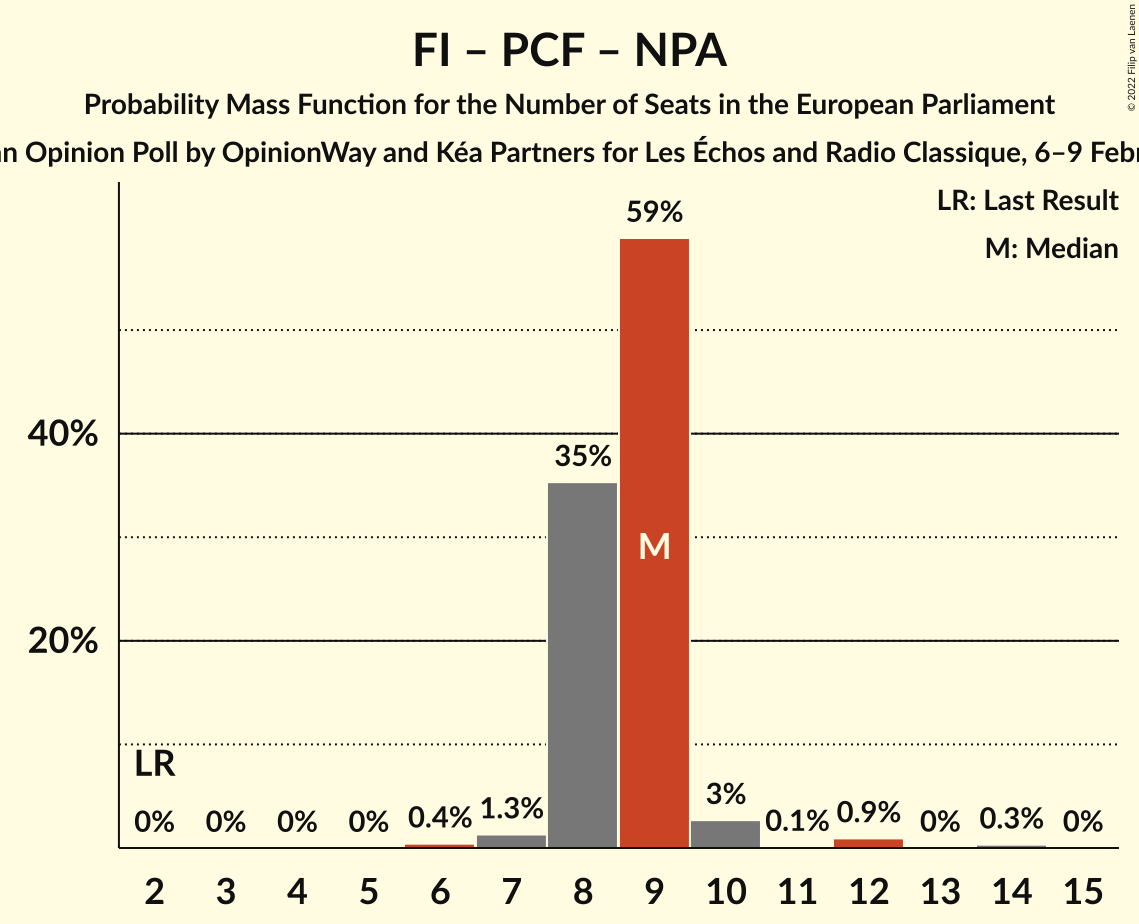 FI – PCF – NPA
Probability Mass Function for the Number of Seats in the European Parliament
Opinion Poll by OpinionWay and Kéa Partners for Les Échos and Radio Classique, 6–9
© 2022 Filip van Laenen
LR: Last Result
M: Median
59%
40%
35%
M
20%
LR
0% 0% 0% 0% 0.4% 1.3% 3% 0.1% 0.9% 0% 0.3% 0%
2 3 4 5 6 7 8 9 10 11 12 13 14 15